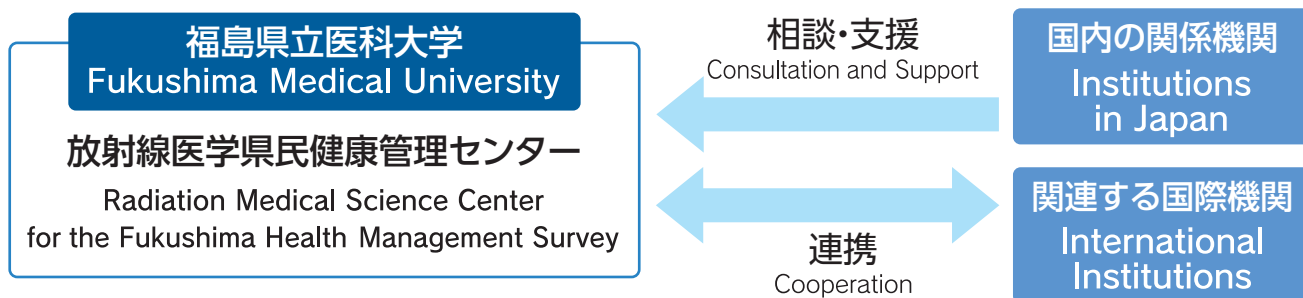 福島県立医科大学
Fukushima Medical University
放射線医学県民健康管理センター
Radiation Medical Science Center
for the Fukushima Health Management Survey
相談・支援
Consultation and Support
連携
Cooperation
国内の関係機関
Institutions
in Japan
関連する国際機関
International
Institutions